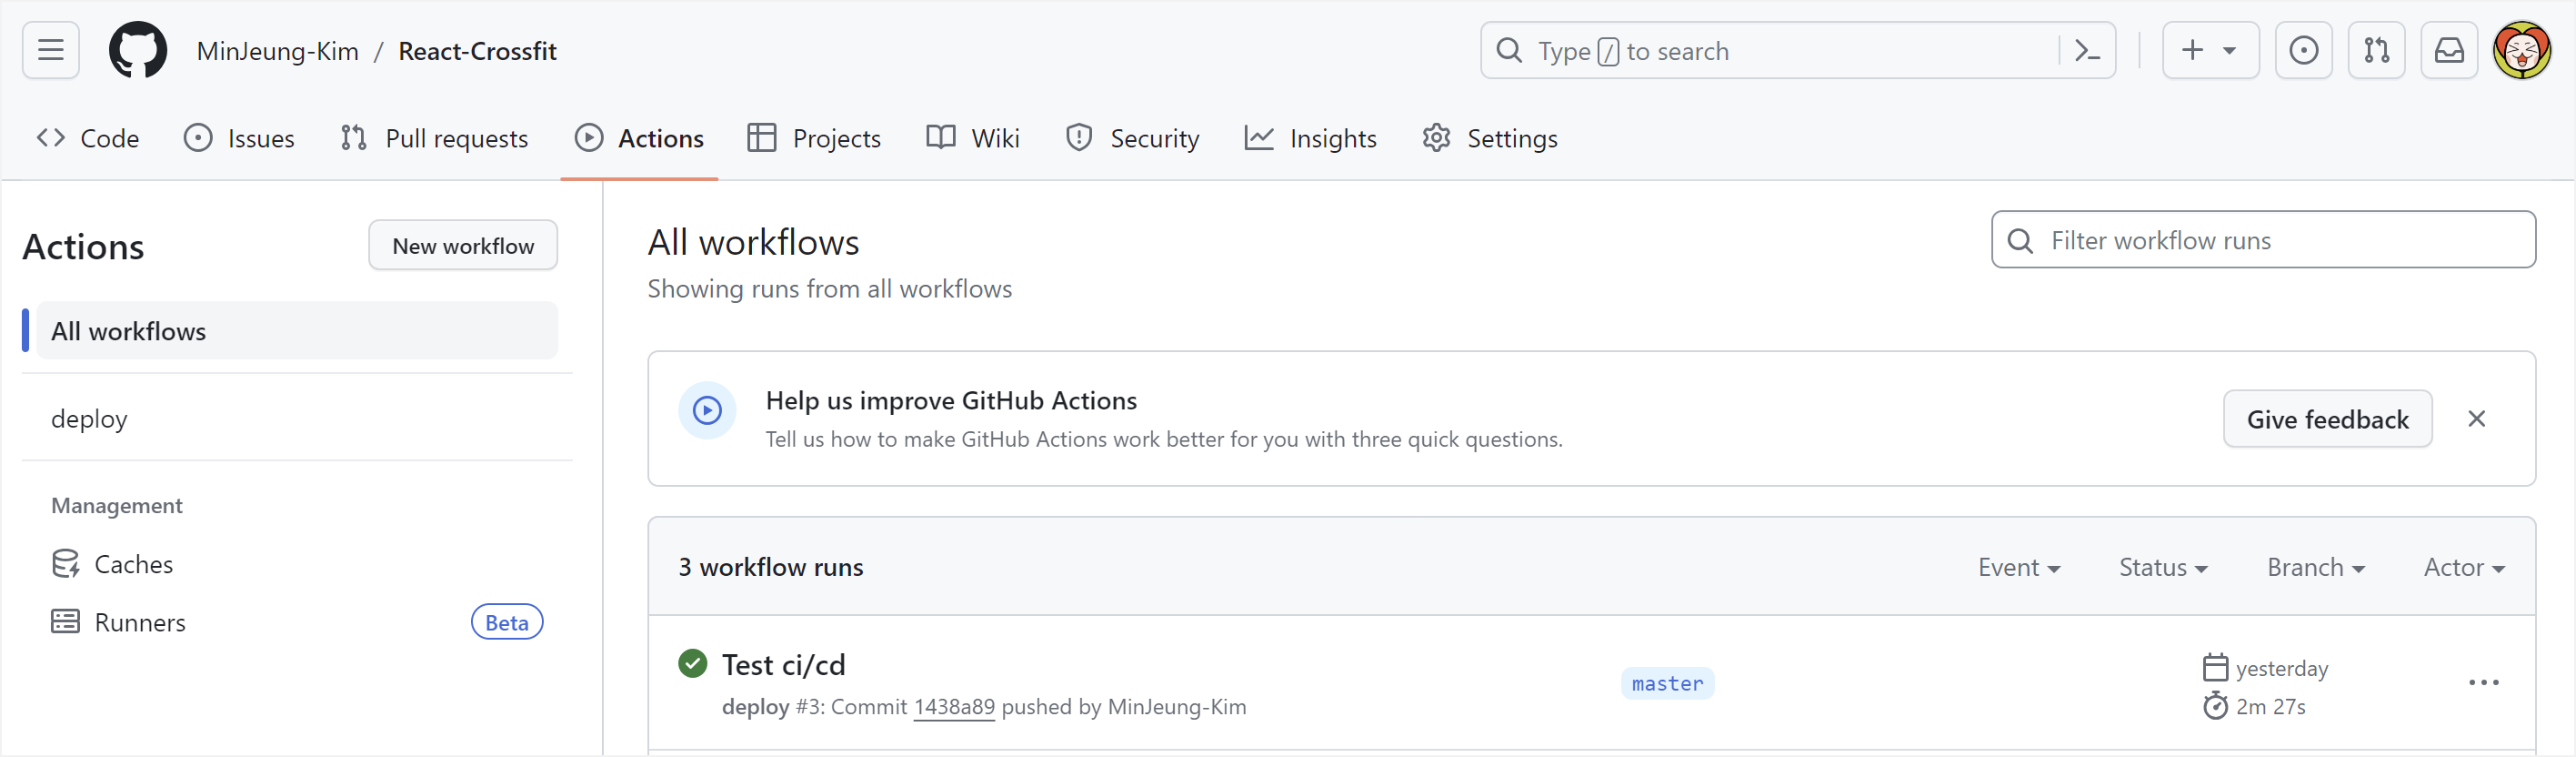 MinJeung-Kim / React-Crossfit
Type / to search
Code Issues Pull requests Actions Projects Wiki Security Insights Settings
Actions
New workflow
All workflows
deploy
Management
Caches
Runners Beta
All workflows
Showing runs from all workflows
Filter workflow runs
Help us improve GitHub Actions
Tell us how to make GitHub Actions work better for you with three quick questions.
Give feedback
3 workflow runs
Event Status Branch Actor
Test ci/cd
deploy #3: Commit 1438a89 pushed by MinJeung-Kim
master
yesterday
2m 27s